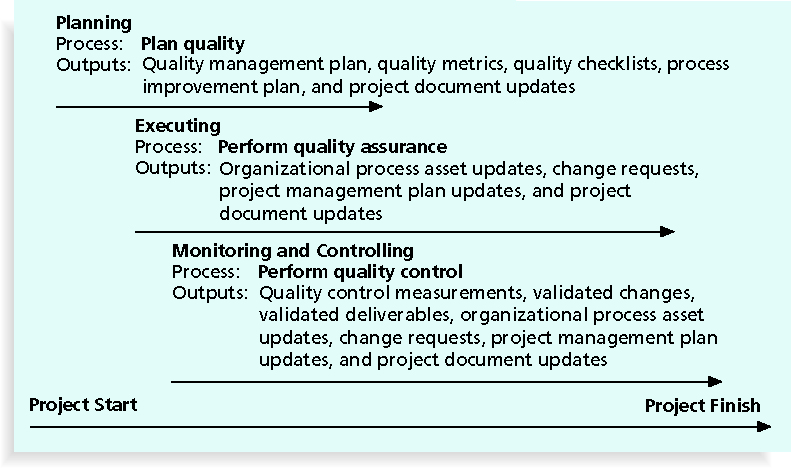 Planning
Process: Plan quality
Outputs: Quality management plan, quality metrics, quality checklists, process
improvement plan, and project document updates
Executing
Process: Perform quality assurance
Outputs: Organizational process asset updates, change requests,
project management plan updates, and project
document updates
Monitoring and Controlling
Process: Perform quality control
Outputs: Quality control measurements, validated changes,
validated deliverables, organizational process asset
updates, change requests, project management plan
updates, and project document updates
Project Start
Project Finish